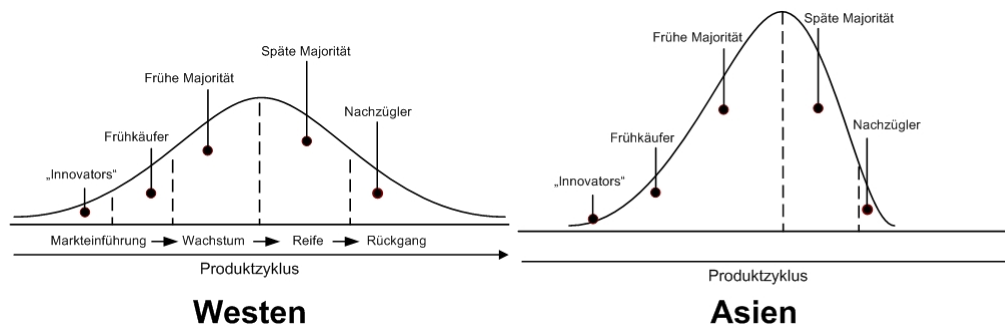 Späte Majorität
Frühe Majorität
Frühkäufer
Nachzügler
„Innovators“
Markteinführung
Wachstum
Reife
Rückgang
Produktzyklus
Westen
Späte Majorität
Frühe Majorität
Frühkäufer
Nachzügler
„Innovators“
Produktzyklus
Asien